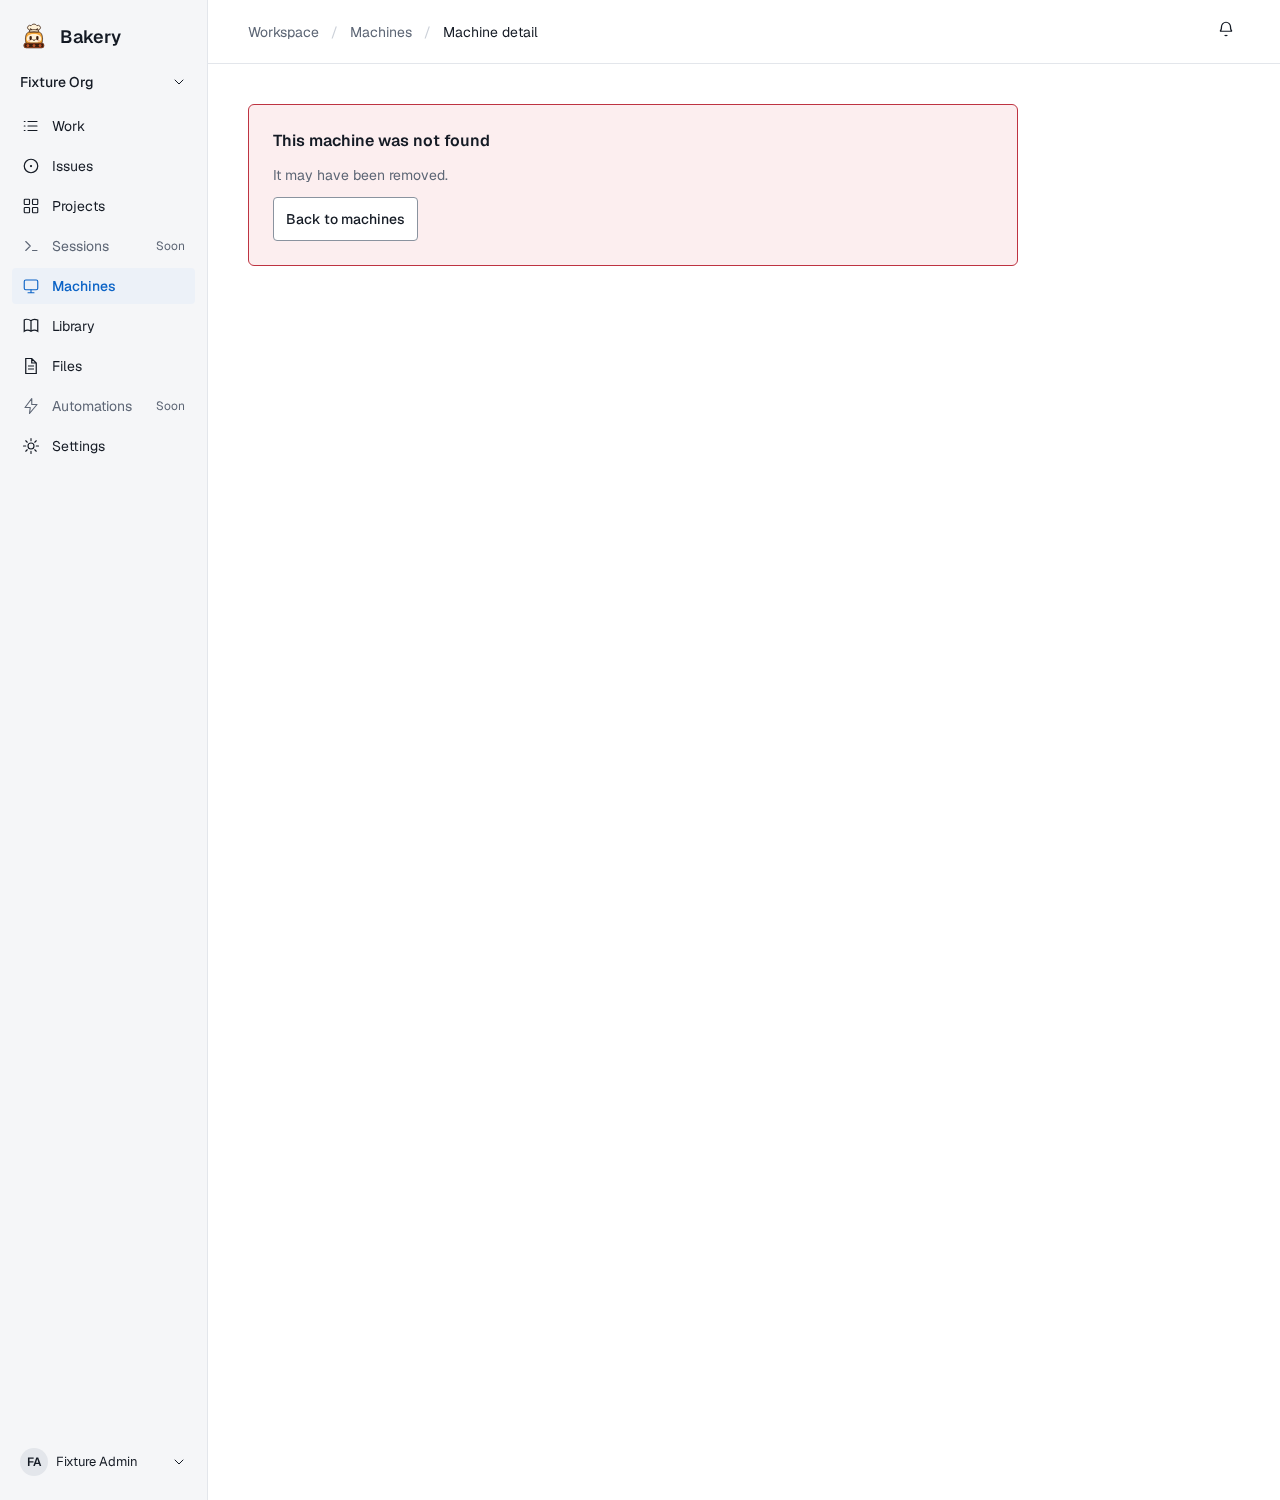 Bakery
Fixture Org
Work
Issues
Projects
Sessions Soon
Machines
Library
Files
Automations Soon
Settings
FA Fixture Admin
Workspace / Machines / Machine detail
This machine was not found
It may have been removed.
Back to machines